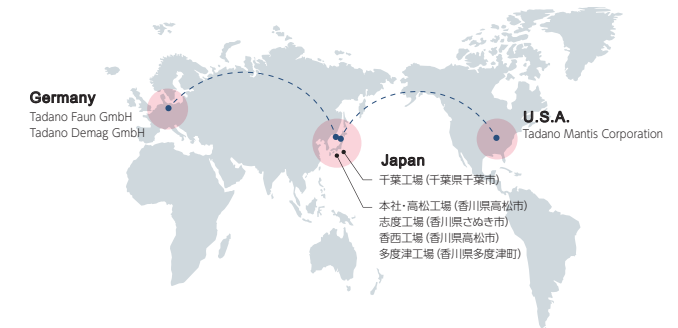 Germany
Tadano Faun GmbH
Tadano Demag GmbH
U.S.A.
Tadano Mantis Corporation
Japan
千葉工場 (千葉県千葉市)
本社・高松工場 (香川県高松市)
志度工場 (香川県さぬき市)
香西工場 (香川県高松市)
多度津工場 (香川県多度津町)